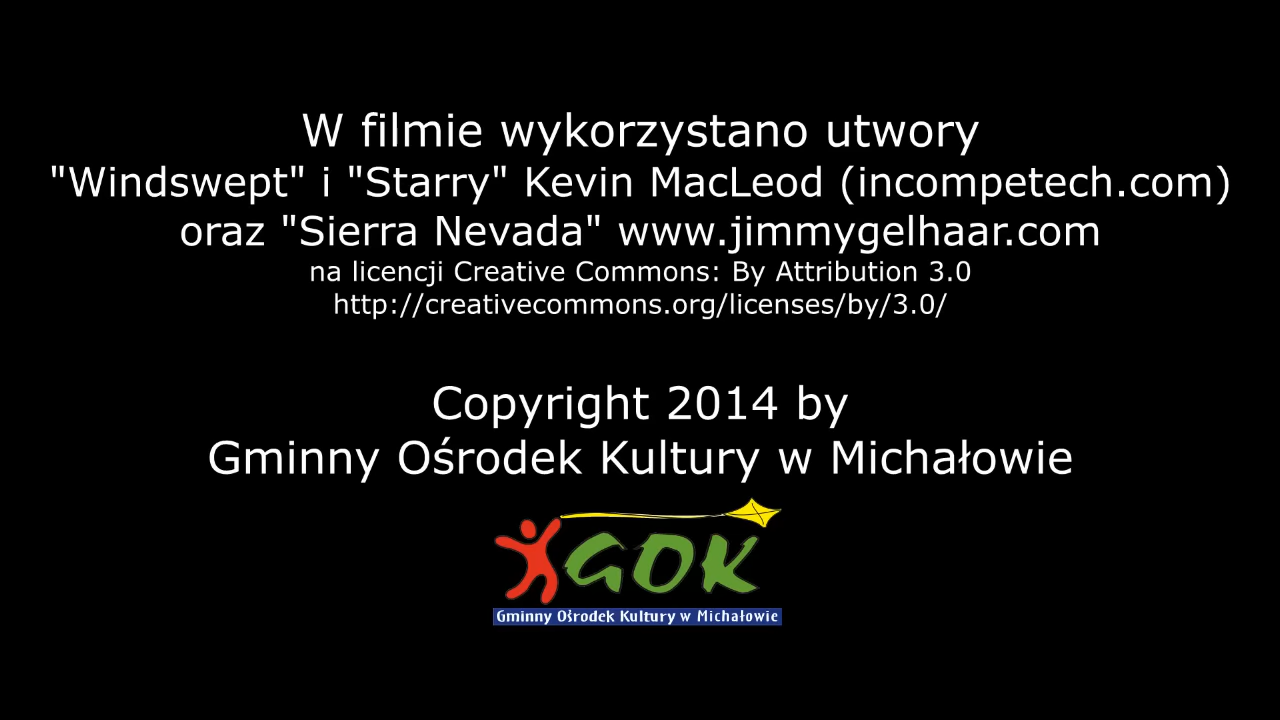 W filmie wykorzystano utwory
"Windswept" i "Starry" Kevin MacLeod (incompetech.com)
oraz "Sierra Nevada" www.jimmygelhaar.com
na licencji Creative Commons: By Attribution 3.0
http://creativecommons.org/licenses/by/3.0/
Copyright 2014 by
Gminny Ośrodek Kultury w Michałowie
GOK
Gminny Ośrodek Kultury w Michałowie